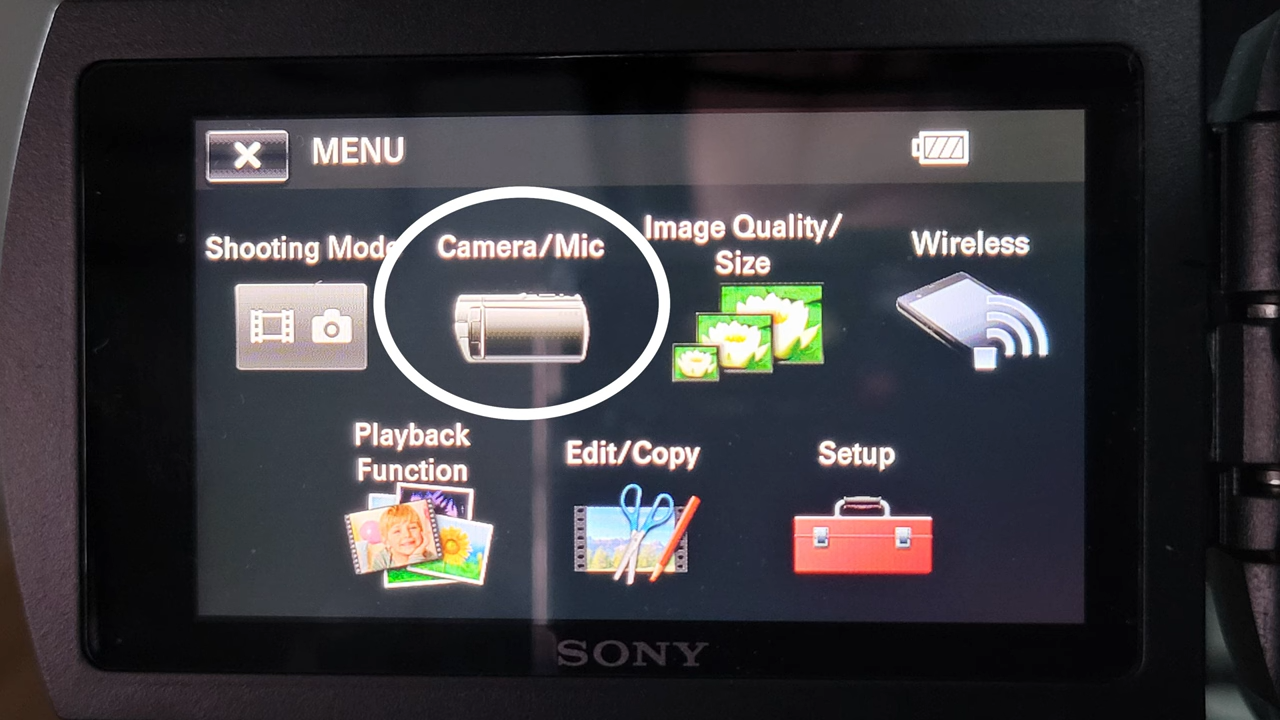 MENU
Shooting Mode
Camera/Mic
Image Quality/
Size
Wireless
Playback
Function
Edit/Copy
Setup
SONY